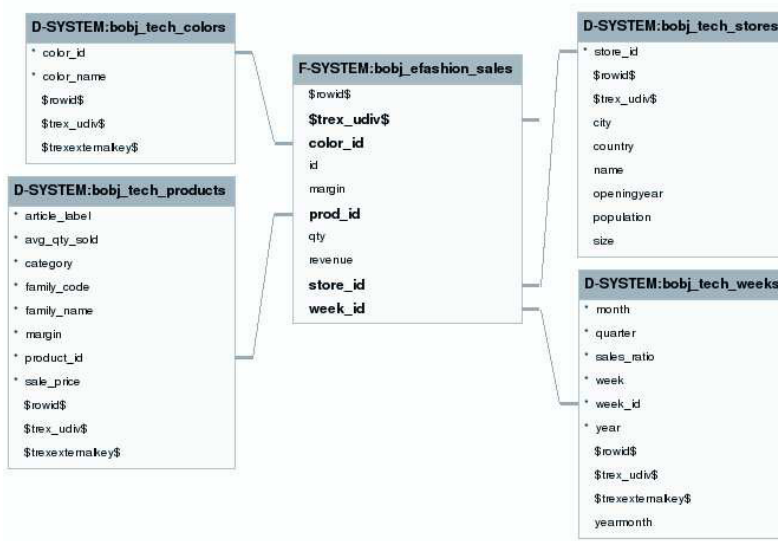 D-SYSTEM:bobj_tech_colors
* color_id
* color_name
$rowid$
$trex_udiv$
$trexexternalkey$
D-SYSTEM:bobj_tech_products
* article_label
* avg_qty_sold
* category
* family_code
* family_name
* margin
* product_id
* sale_price
$rowid$
$trex_udiv$
$trexexternalkey$
F-SYSTEM:bobj_efashion_sales
$rowid$
$trex_udiv$
color_id
id
margin
prod_id
qty
revenue
store_id
week_id
D-SYSTEM:bobj_tech_stores
* store_id
$rowid$
$trex_udiv$
city
country
name
openingyear
population
size
D-SYSTEM:bobj_tech_weeks
* month
* quarter
* sales_ratio
* week
* week_id
* year
$rowid$
$trex_udiv$
$trexexternalkey$
yearmonth